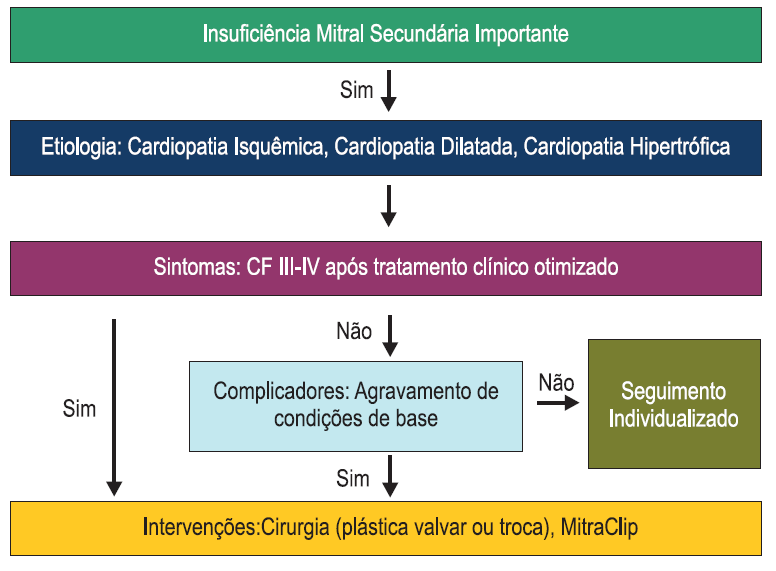 Insuficiência Mitral Secundária Importante
Sim
Etiologia: Cardiopatia Isquêmica, Cardiopatia Dilatada, Cardiopatia Hipertrófica
Sintomas: CF III-IV após tratamento clínico otimizado
Não
Sim
Complicadores: Agravamento de
condições de base
Não
Seguimento
Individualizado
Sim
Intervenções:Cirurgia (plástica valvar ou troca), MitraClip